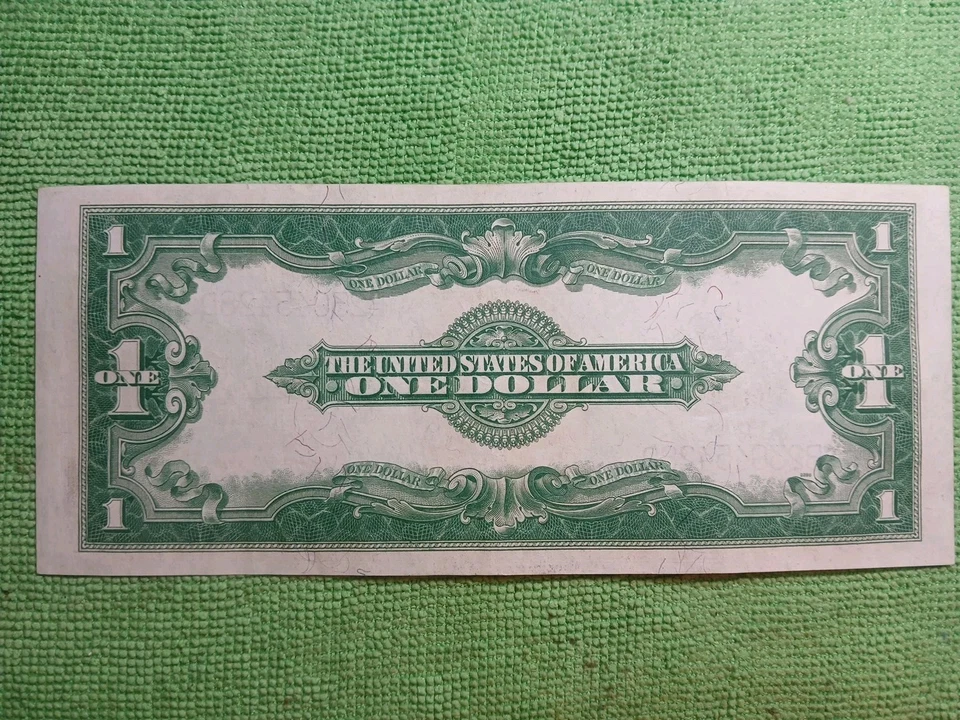 1 1
ONE DOLLAR ONE DOLLAR
THE UNITED STATES OF AMERICA
1 ONE 1 ONE
ONE DOLLAR
ONE DOLLAR ONE DOLLAR
1 1